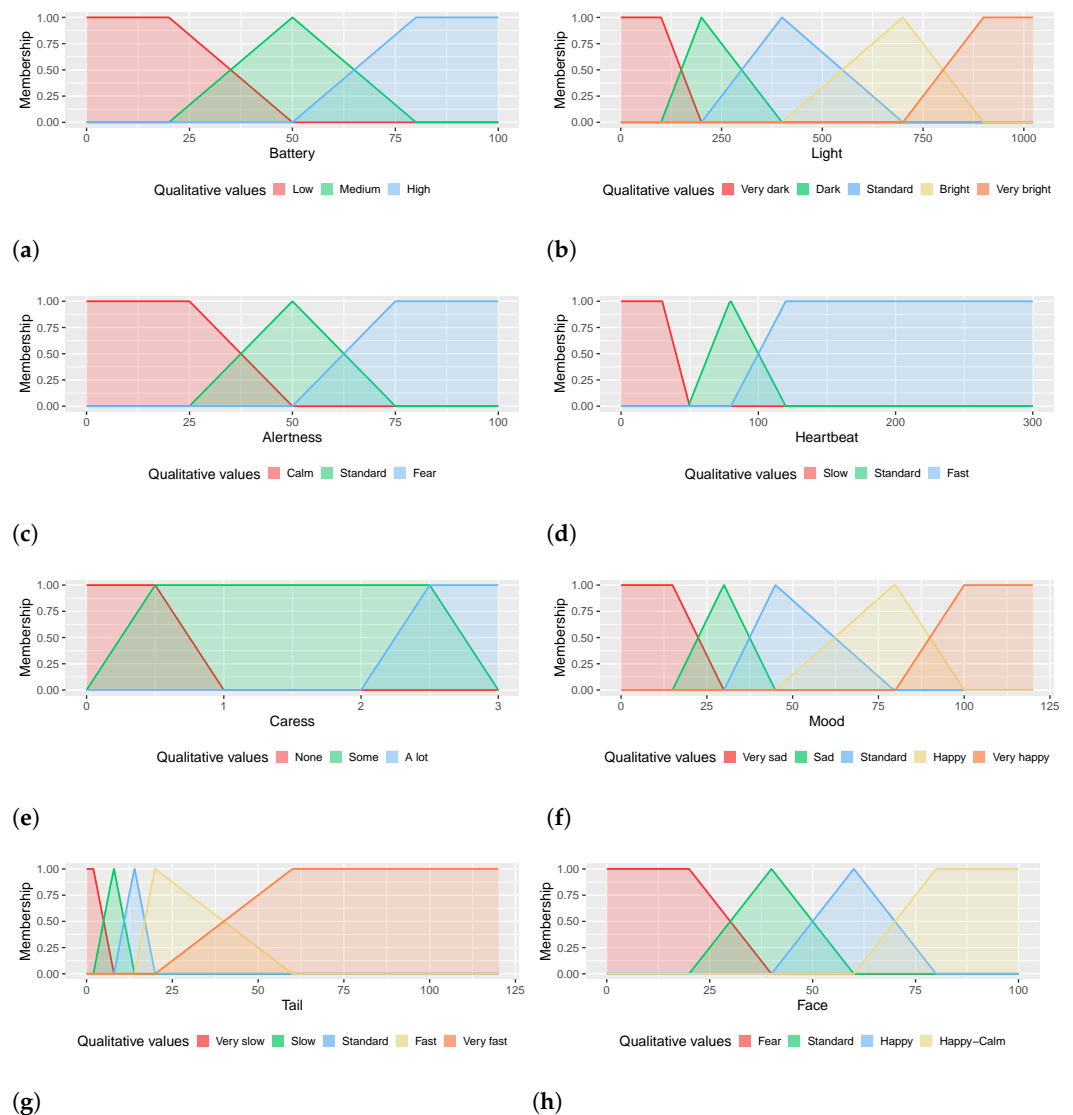 1.00
0.75
0.50
0.25
0.00
Membership
0 25 50 75 100
Battery
Qualitative values Low Medium High
(a)
1.00
0.75
0.50
0.25
0.00
Membership
0 250 500 750 1000
Light
Qualitative values Very dark Dark Standard Bright Very bright
(b)
1.00
0.75
0.50
0.25
0.00
Membership
0 25 50 75 100
Alertness
Qualitative values Calm Standard Fear
(c)
1.00
0.75
0.50
0.25
0.00
Membership
0 100 200 300
Heartbeat
Qualitative values Slow Standard Fast
(d)
1.00
0.75
0.50
0.25
0.00
Membership
0 1 2 3
Caress
Qualitative values None Some A lot
(e)
1.00
0.75
0.50
0.25
0.00
Membership
0 25 50 75 100 125
Mood
Qualitative values Very sad Sad Standard Happy Very happy
(f)
1.00
0.75
0.50
0.25
0.00
Membership
0 25 50 75 100 125
Tail
Qualitative values Very slow Slow Standard Fast Very fast
(g)
1.00
0.75
0.50
0.25
0.00
Membership
0 25 50 75 100
Face
Qualitative values Fear Standard Happy Happy−Calm
(h)